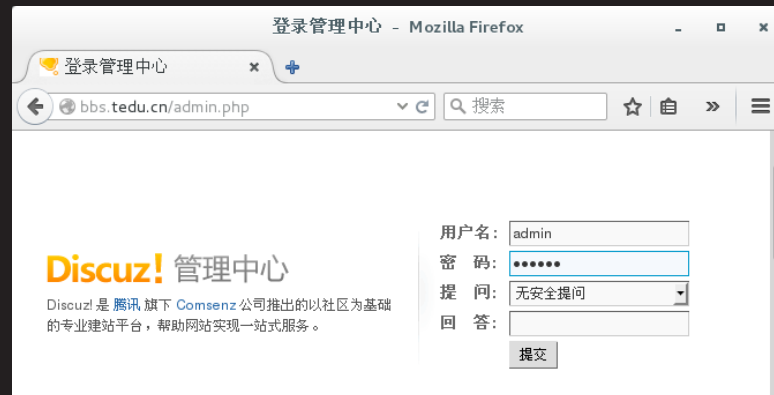 登录管理中心 - Mozilla Firefox
登录管理中心
bbs.tedu.cn/admin.php
搜索
Discuz! 管理中心
Discuz! 是 腾讯 旗下 Comsenz 公司推出的以社区为基础
的专业建站平台，帮助网站实现一站式服务。
用户名: admin
密 码: ••••••
提 问: 无安全提问
回 答:
提交